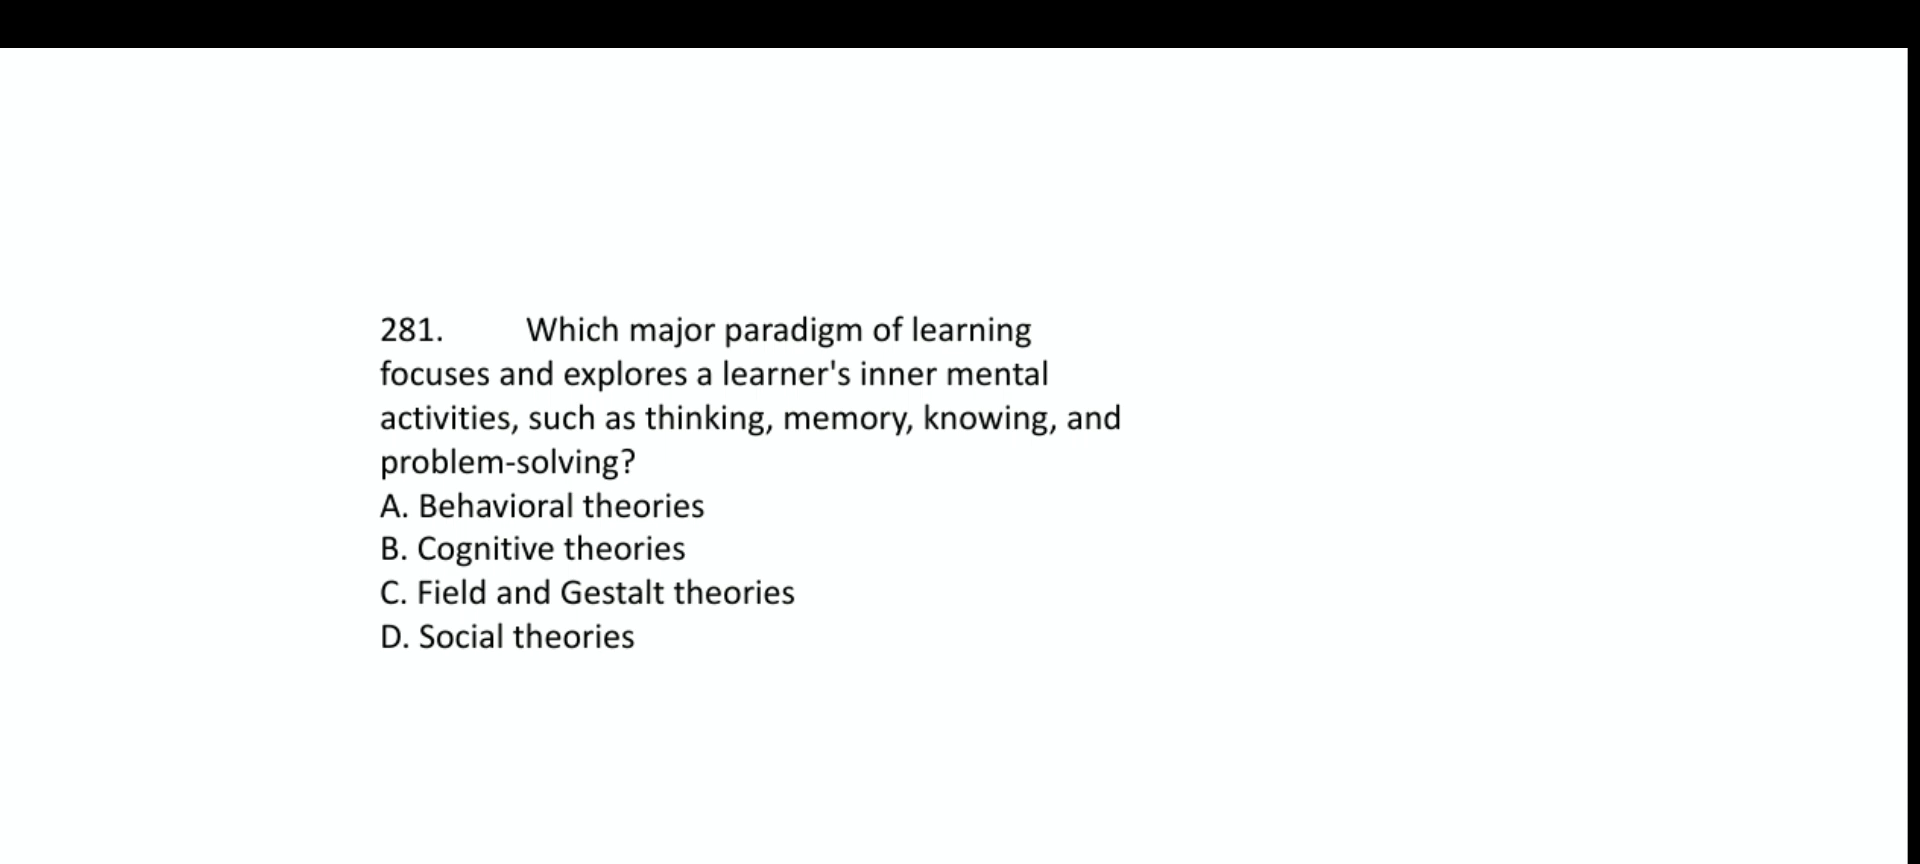 281. Which major paradigm of learning
focuses and explores a learner's inner mental
activities, such as thinking, memory, knowing, and
problem-solving?
A. Behavioral theories
B. Cognitive theories
C. Field and Gestalt theories
D. Social theories